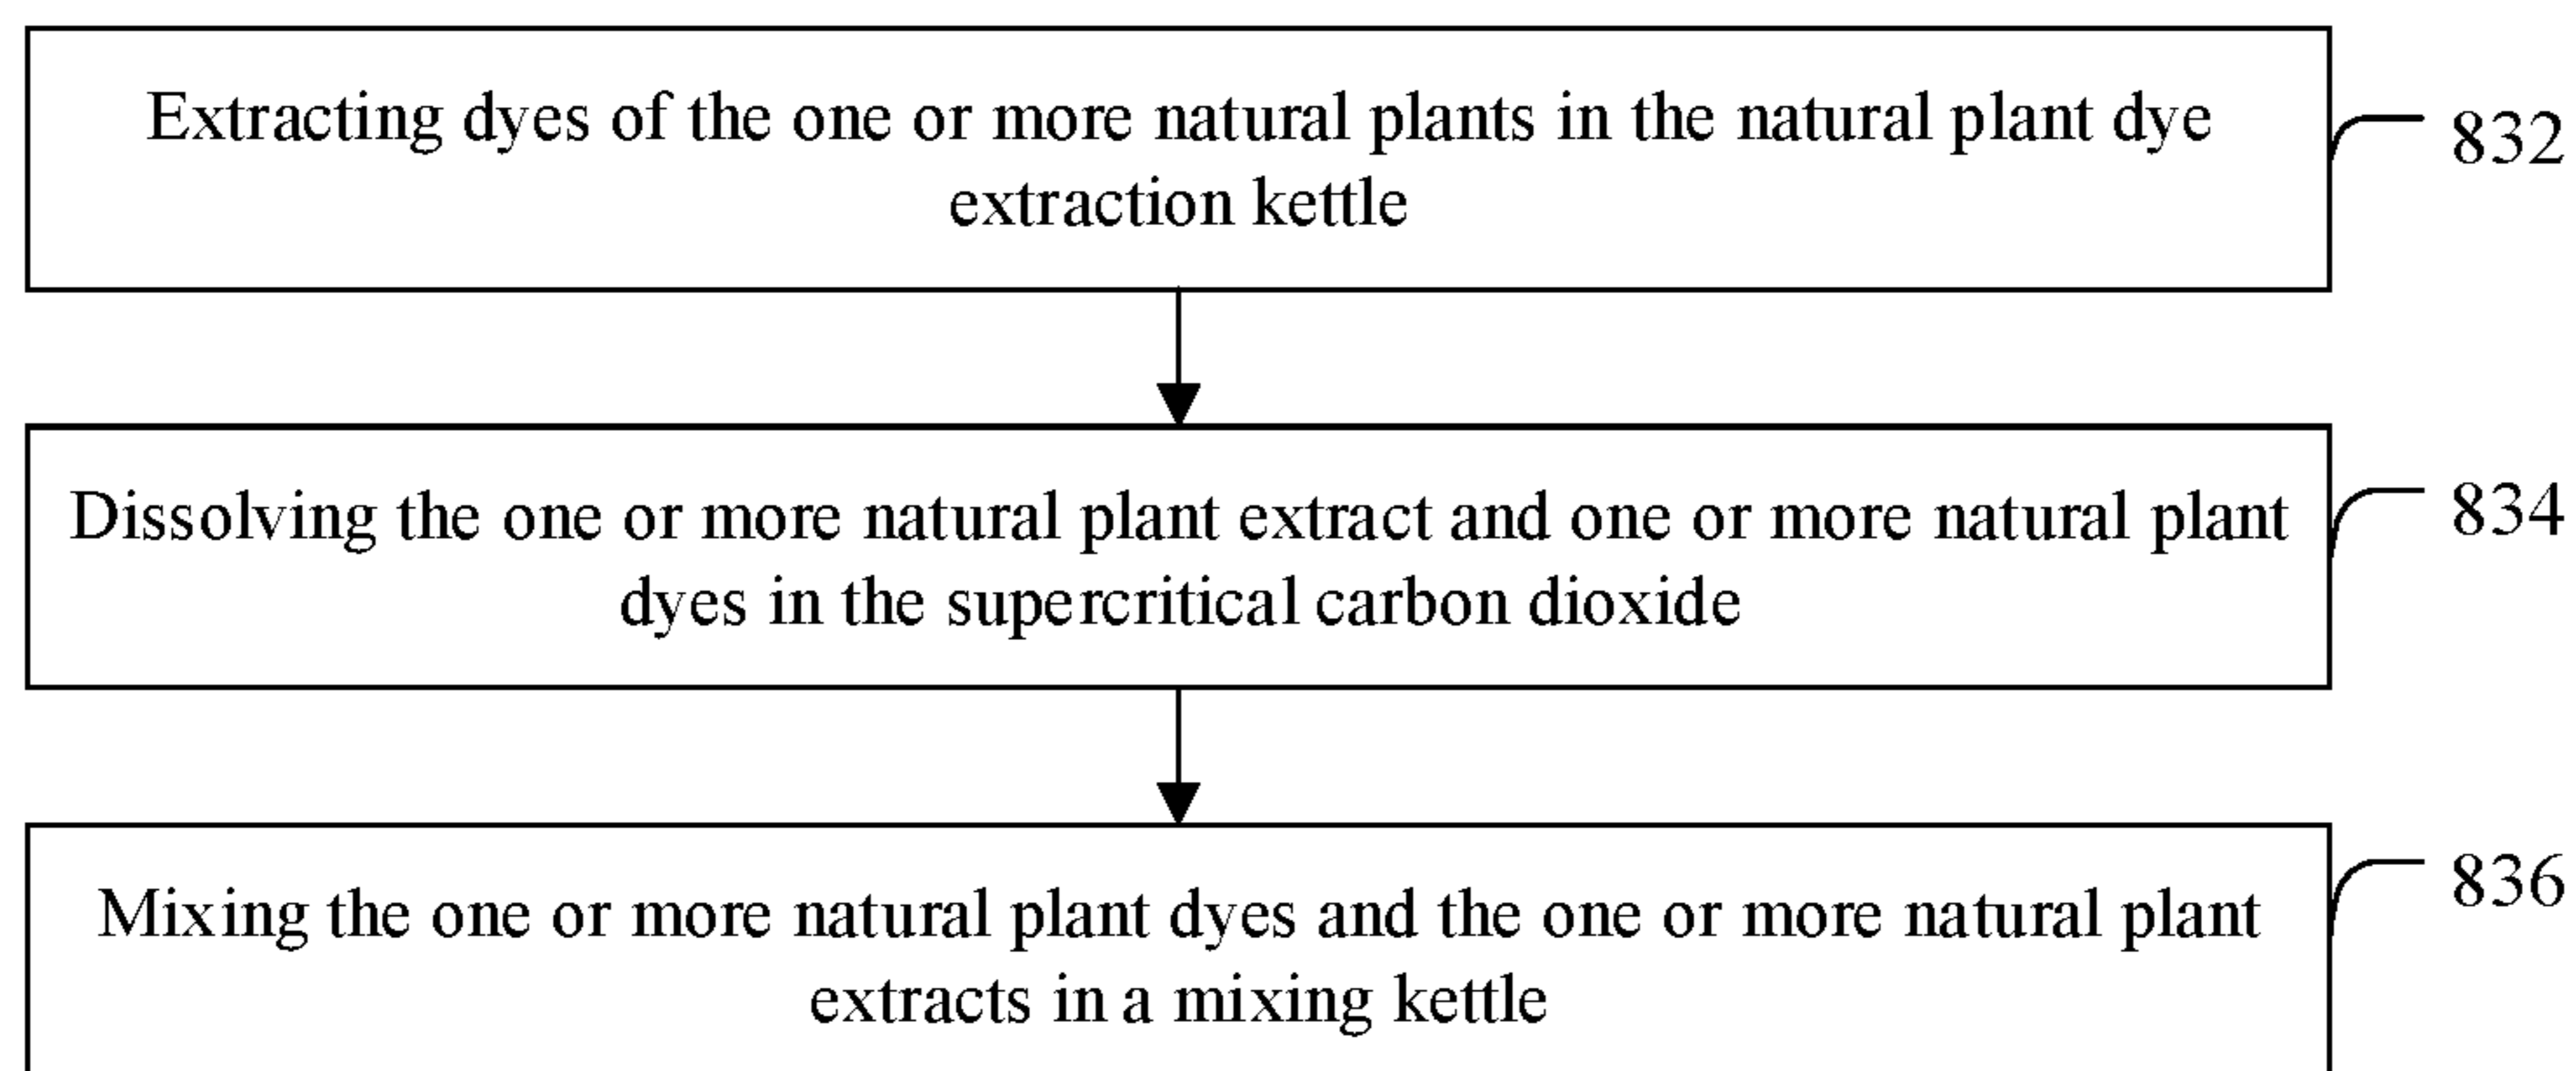 Extracting dyes of the one or more natural plants in the natural plant dye
extraction kettle
832
Dissolving the one or more natural plant extract and one or more natural plant
dyes in the supercritical carbon dioxide
834
Mixing the one or more natural plant dyes and the one or more natural plant
extracts in a mixing kettle
836